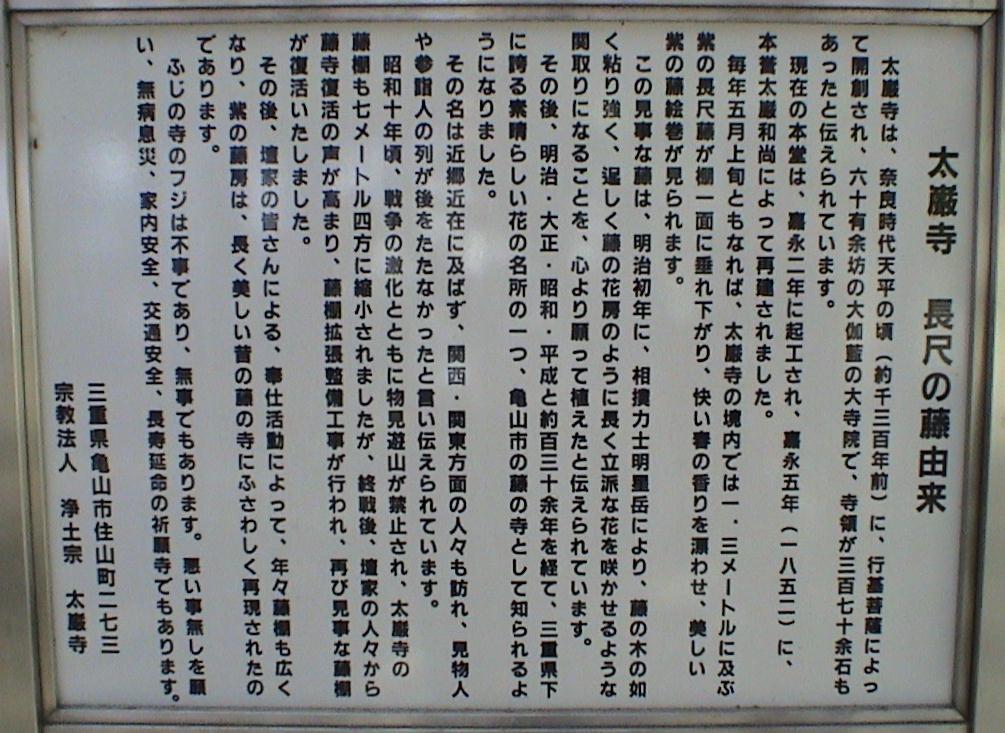 太巌寺　長尺の藤由来
太巌寺は、奈良時代天平の頃（約千三百年前）に、行基菩薩によっ
て開創され、六十有余坊の大伽藍の大寺院で、寺領が三百七十余石も
あったと伝えられています。
現在の本堂は、嘉永二年に起工され、嘉永五年（一八五二）に、
本誉太巌和尚によって再建されました。
毎年五月上旬ともなれば、太巌寺の境内では一．三メートルに及ぶ
紫の長尺藤が棚一面に垂れ下がり、快い春の香りを漂わせ、美しい
紫の藤絵巻が見られます。
この見事な藤は、明治初年に、相撲力士明星岳により、藤の木の如
く粘り強く、逞しく藤の花房のように長く立派な花を咲かせるような
関取りになることを、心より願って植えたと伝えられています。
その後、明治・大正・昭和・平成と約百三十余年を経て、三重県下
に誇る素晴らしい花の名所の一つ、亀山市の藤の寺として知られるよ
うになりました。
その名は近郷近在に及ばず、関西・関東方面の人々も訪れ、見物人
や参詣人の列が後をたたなかったと言い伝えられています。
昭和十年頃、戦争の激化とともに物見遊山が禁止され、太巌寺の
藤棚も七メートル四方に縮小されましたが、終戦後、壇家の人々から
藤寺復活の声が高まり、藤棚拡張整備工事が行われ、再び見事な藤棚
が復活いたしました。
その後、壇家の皆さんによる、奉仕活動によって、年々藤棚も広く
なり、紫の藤房は、長く美しい昔の藤の寺にふさわしく再現されたの
であります。
ふじの寺のフジは不事であり、無事でもあります。悪い事無しを願
い、無病息災、家内安全、交通安全、長寿延命の祈願寺でもあります。
三重県亀山市住山町二七三
宗教法人　浄土宗　太巌寺